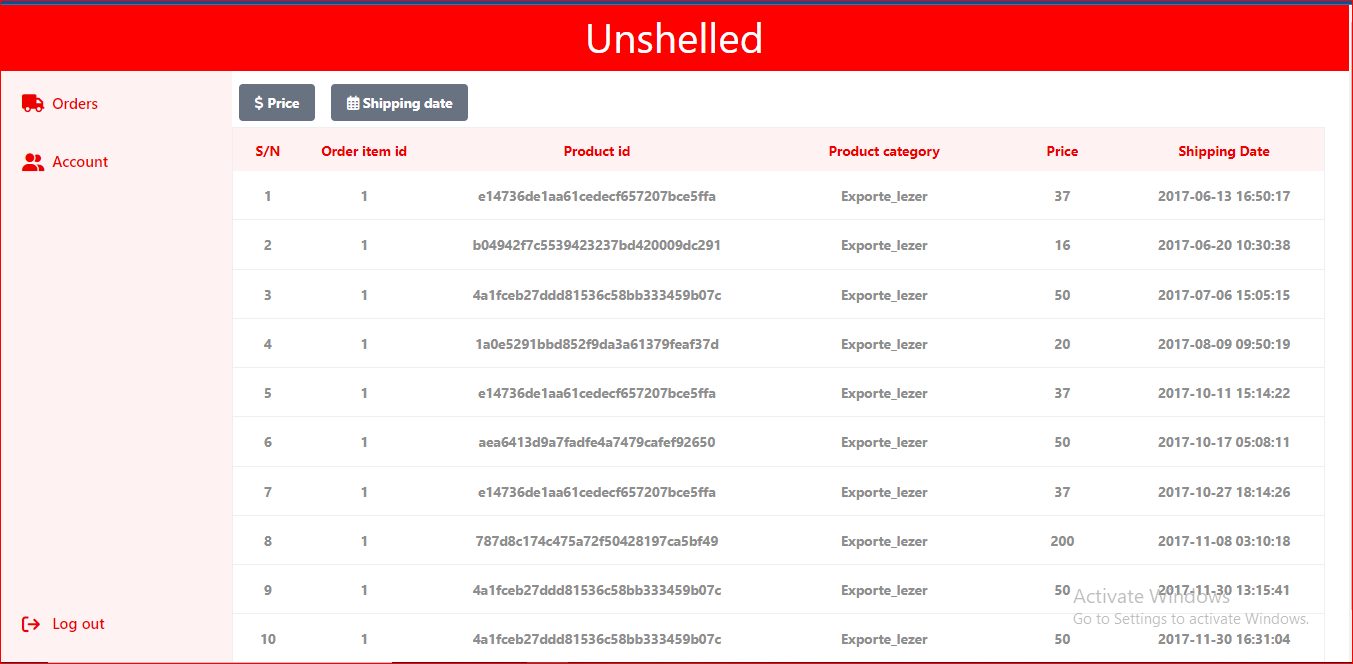 Unshelled
Orders
Account
Log out
$ Price
Shipping date
S/N Order item id Product id Product category Price Shipping Date
1 1 e14736de1aa61cedecf657207bce5ffa Exporte_lezer 37 2017-06-13 16:50:17
2 1 b04942f7c5539423237bd420009dc291 Exporte_lezer 16 2017-06-20 10:30:38
3 1 4a1fceb27ddd81536c58bb333459b07c Exporte_lezer 50 2017-07-06 15:05:15
4 1 1a0e5291bbd852f9da3a61379feaf37d Exporte_lezer 20 2017-08-09 09:50:19
5 1 e14736de1aa61cedecf657207bce5ffa Exporte_lezer 37 2017-10-11 15:14:22
6 1 aea6413d9a7fadfe4a7479cafef92650 Exporte_lezer 50 2017-10-17 05:08:11
7 1 e14736de1aa61cedecf657207bce5ffa Exporte_lezer 37 2017-10-27 18:14:26
8 1 787d8c174c475a72f50428197ca5bf49 Exporte_lezer 200 2017-11-08 03:10:18
9 1 4a1fceb27ddd81536c58bb333459b07c Exporte_lezer 50 2017-11-30 13:15:41
10 1 4a1fceb27ddd81536c58bb333459b07c Exporte_lezer 50 2017-11-30 16:31:04
Activate Windows
Go to Settings to activate Windows.